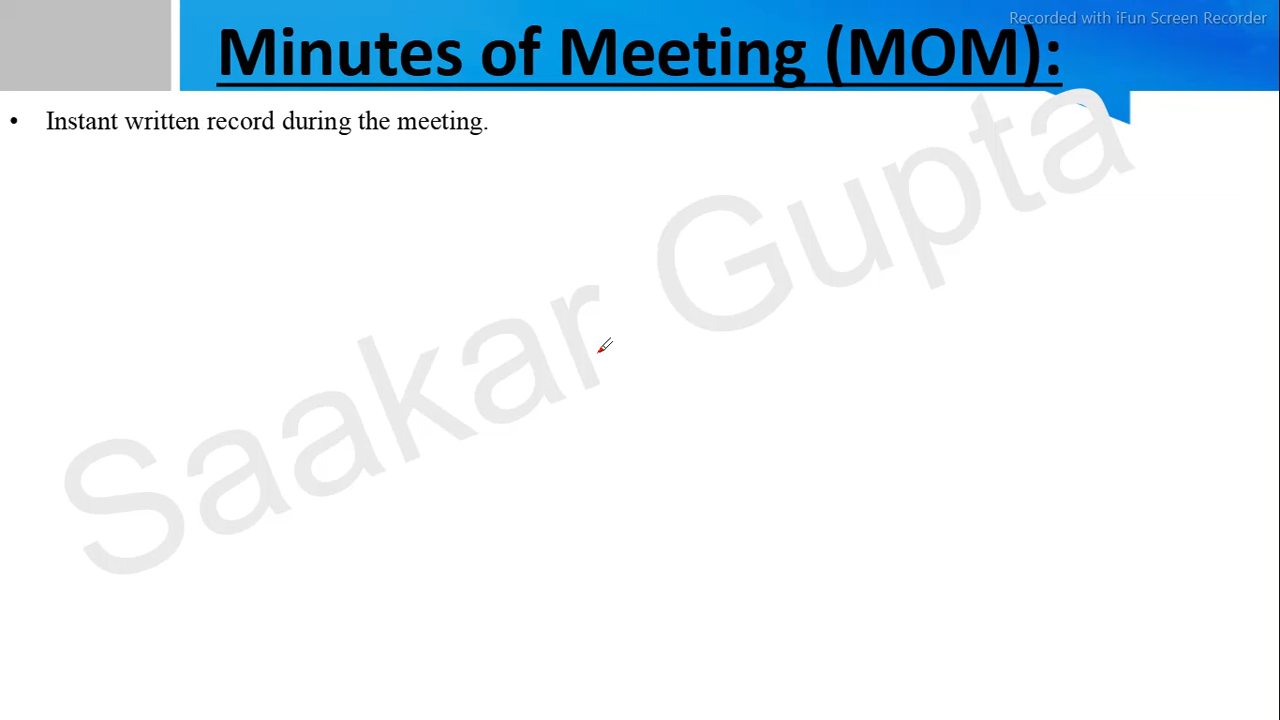 Recorded with iFun Screen Recorder
Minutes of Meeting (MOM):
• Instant written record during the meeting.
Saakar Gupta